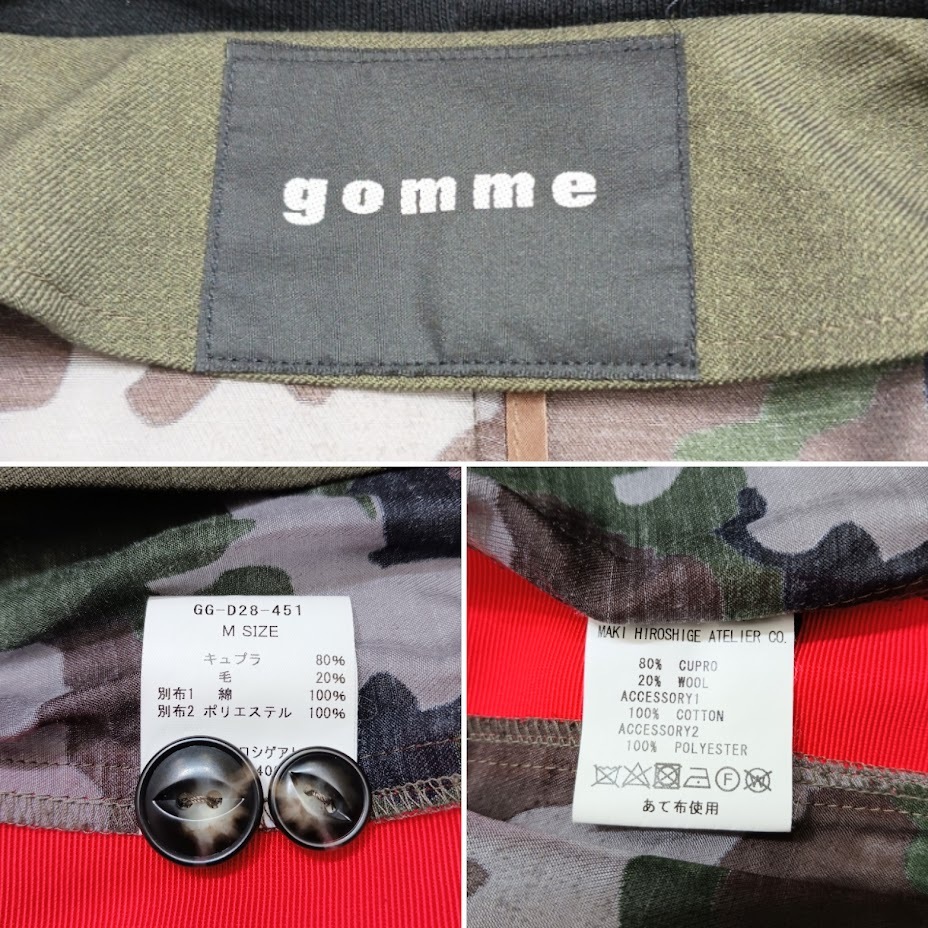 gomme
GG-D28-451
M SIZE
キュプラ 80%
毛 20%
別布1 綿 100%
別布2 ポリエステル 100%
MAKI HIROSHIGE ATELIER CO.
80% CUPRO
20% WOOL
ACCESSORY1
100% COTTON
ACCESSORY2
100% POLYESTER
F W
あて布使用